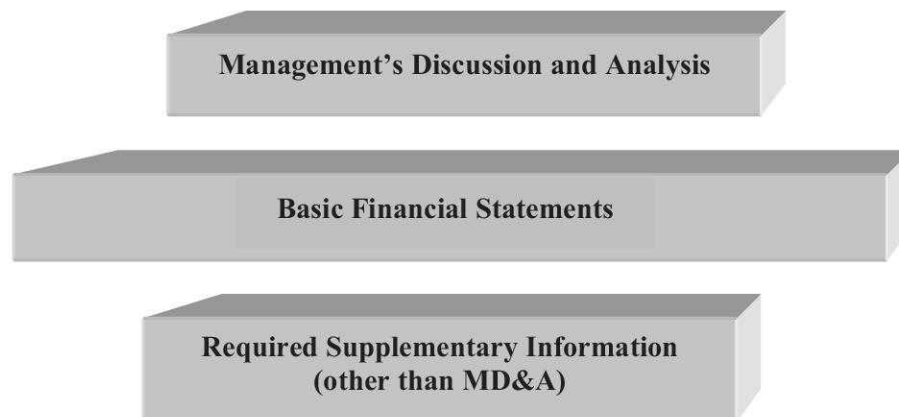 Management’s Discussion and Analysis
Basic Financial Statements
Required Supplementary Information
(other than MD&A)